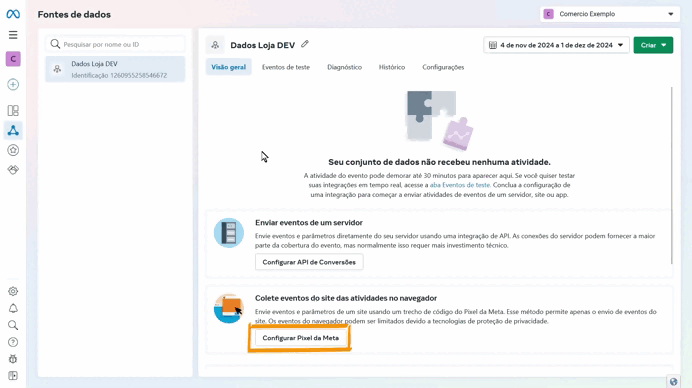 Fontes de dados
C
Comercio Exemplo
Pesquisar por nome ou ID
Dados Loja DEV
Identificação 1260955258546672
C
Dados Loja DEV
4 de nov de 2024 a 1 de dez de 2024
Criar
Visão geral
Eventos de teste
Diagnóstico
Histórico
Configurações
Seu conjunto de dados não recebeu nenhuma atividade.
A atividade do evento pode demorar até 30 minutos para aparecer aqui. Se você quiser testar
suas integrações em tempo real, acesse a aba Eventos de teste. Conclua a configuração de
uma integração para começar a enviar atividades de eventos de um servidor, site ou app.
Enviar eventos de um servidor
Envie eventos e parâmetros diretamente do seu servidor usando uma integração de API. As conexões do servidor podem fornecer a maior
parte da cobertura do evento, mas normalmente isso requer mais investimento técnico.
Configurar API de Conversões
Colete eventos do site das atividades no navegador
Envie eventos e parâmetros de um site usando um trecho de código do Pixel da Meta. Esse método permite apenas o envio de eventos do
site. Os eventos do navegador podem ser limitados devido a tecnologias de proteção de privacidade.
Configurar Pixel da Meta